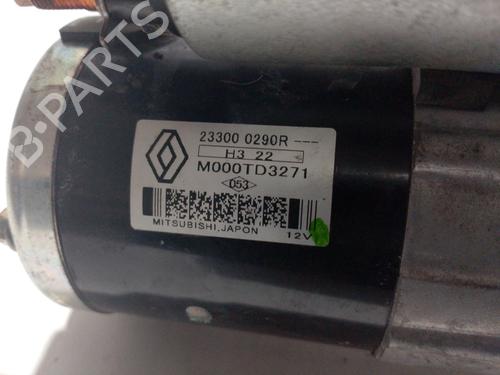 B-PARTS
23300 0290R ---
H3 22
M000TD3271
D53
MITSUBISHI,JAPON
12V